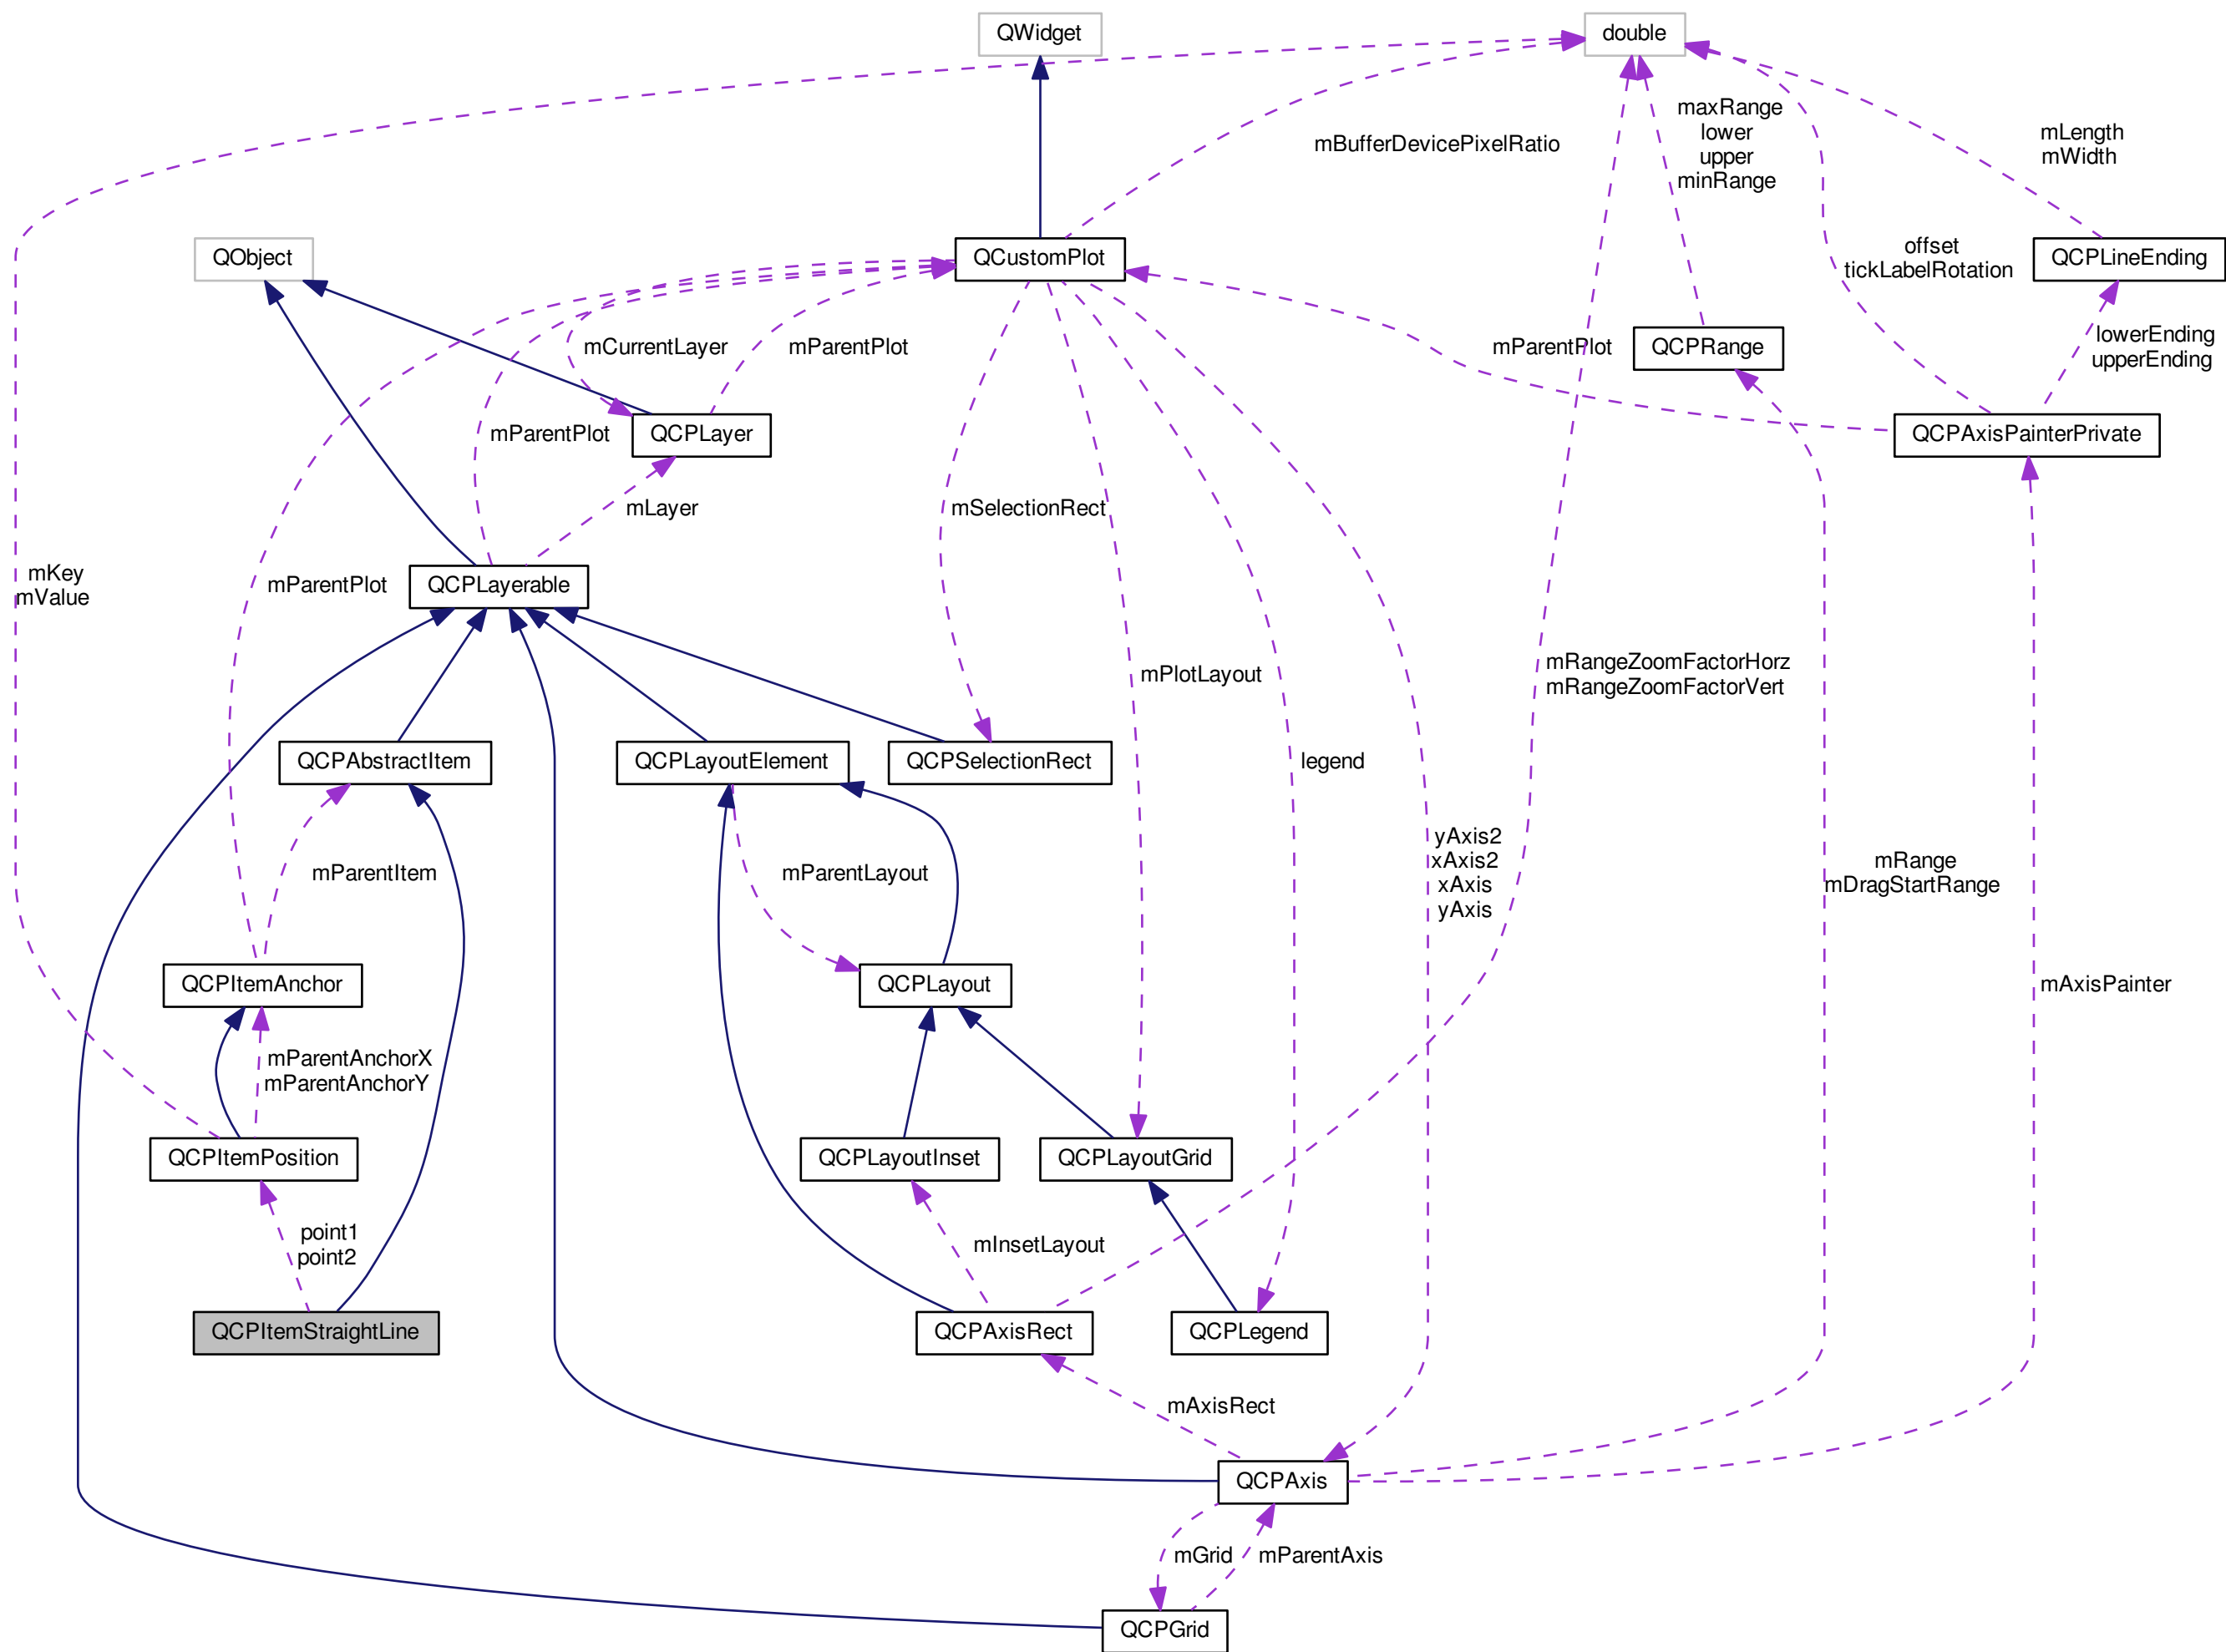 QWidget
double
maxRange
lower
upper
minRange
mLength
mWidth
mBufferDevicePixelRatio
QObject
QCustomPlot
offset
tickLabelRotation
QCPLineEnding
mCurrentLayer
mParentPlot
mParentPlot
QCPRange
lowerEnding
upperEnding
mParentPlot
QCPLayer
QCPAxisPainterPrivate
mLayer
mSelectionRect
mKey
mValue
mParentPlot
QCPLayerable
mPlotLayout
mRangeZoomFactorHorz
mRangeZoomFactorVert
QCPAbstractItem
QCPLayoutElement
QCPSelectionRect
legend
mParentItem
mParentLayout
yAxis2
xAxis2
xAxis
yAxis
mRange
mDragStartRange
QCPItemAnchor
QCPLayout
mAxisPainter
mParentAnchorX
mParentAnchorY
QCPItemPosition
QCPLayoutInset
QCPLayoutGrid
point1
point2
mInsetLayout
QCPItemStraightLine
QCPAxisRect
QCPLegend
mAxisRect
QCPAxis
mGrid
mParentAxis
QCPGrid